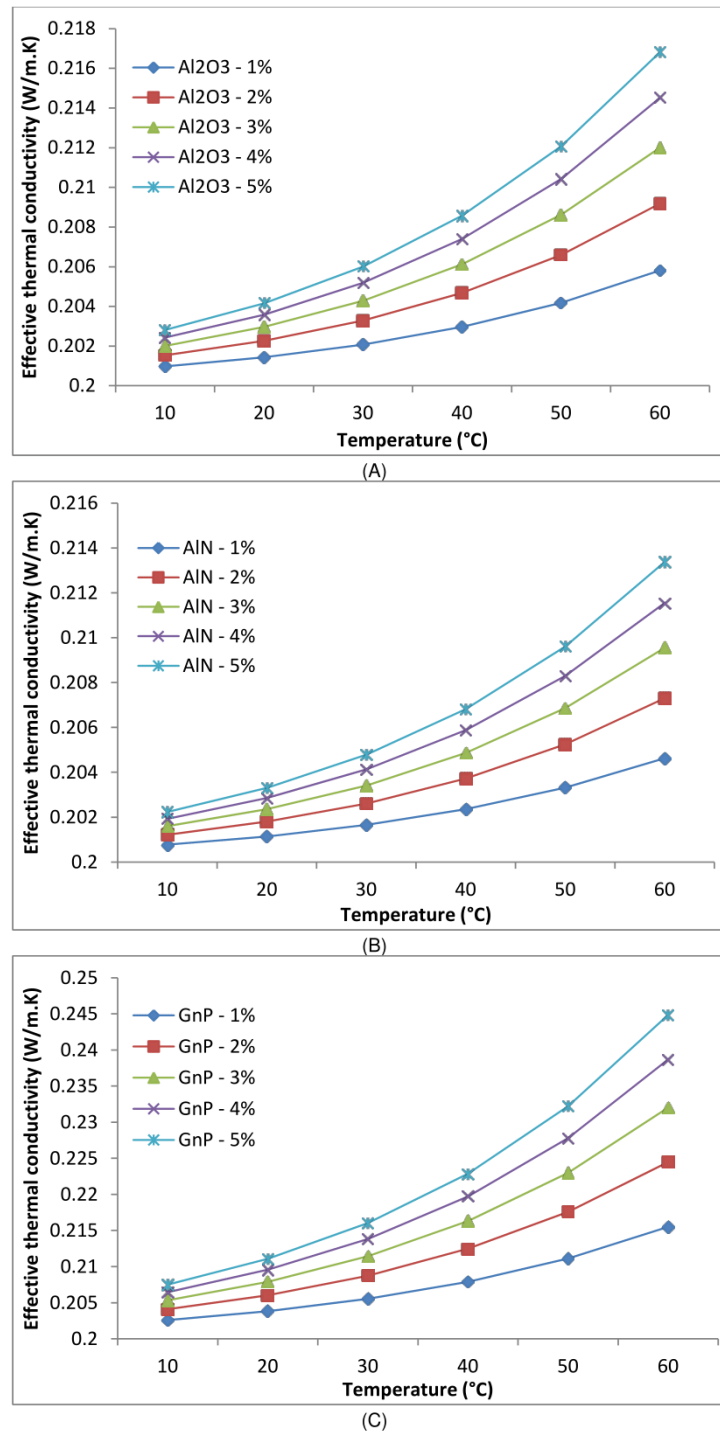 Effective thermal conductivity (W/m.K)
0.218
0.216
0.214
0.212
0.21
0.208
0.206
0.204
0.202
0.2
Al2O3 - 1%
Al2O3 - 2%
Al2O3 - 3%
Al2O3 - 4%
Al2O3 - 5%
10 20 30 40 50 60
Temperature (°C)
(A)
Effective thermal conductivity (W/m.K)
0.216
0.214
0.212
0.21
0.208
0.206
0.204
0.202
0.2
AlN - 1%
AlN - 2%
AlN - 3%
AlN - 4%
AlN - 5%
10 20 30 40 50 60
Temperature (°C)
(B)
Effective thermal conductivity (W/m.K)
0.25
0.245
0.24
0.235
0.23
0.225
0.22
0.215
0.21
0.205
0.2
GnP - 1%
GnP - 2%
GnP - 3%
GnP - 4%
GnP - 5%
10 20 30 40 50 60
Temperature (°C)
(C)